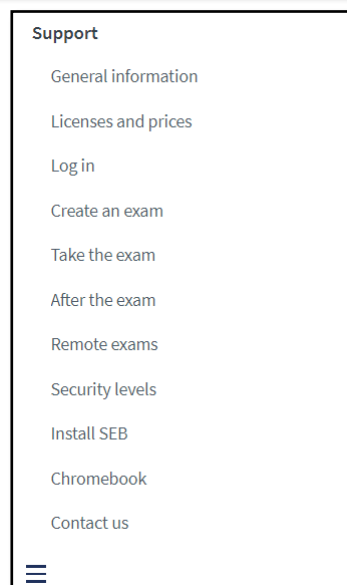 Support
General information
Licenses and prices
Log in
Create an exam
Take the exam
After the exam
Remote exams
Security levels
Install SEB
Chromebook
Contact us